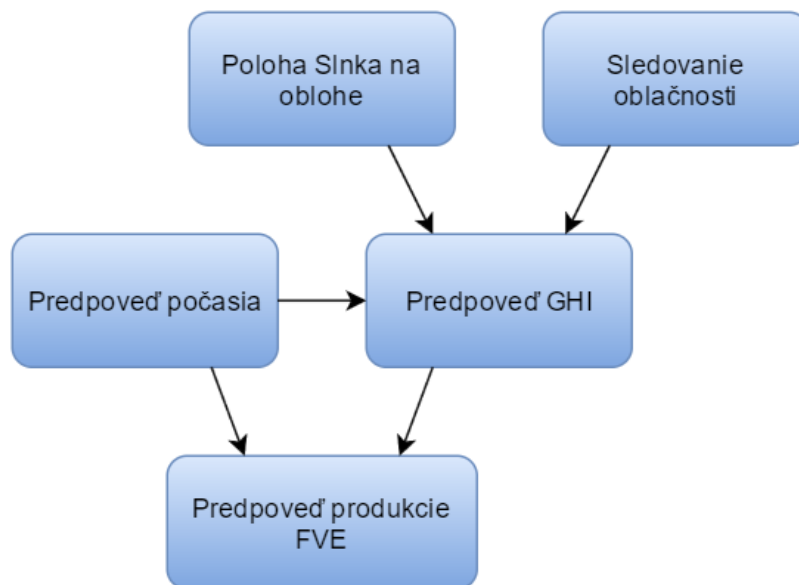 Poloha Slnka na
oblohe
Sledovanie
oblačnosti
Predpoveď počasia
Predpoveď GHI
Predpoveď produkcie
FVE